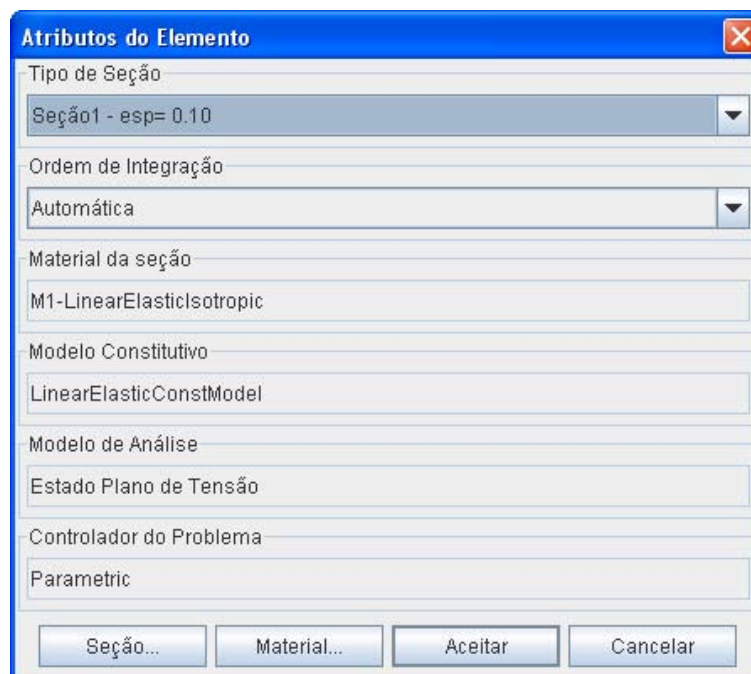 Atributos do Elemento
Tipo de Seção
Seção1 - esp= 0.10
Ordem de Integração
Automática
Material da seção
M1-LinearElasticIsotropic
Modelo Constitutivo
LinearElasticConstModel
Modelo de Análise
Estado Plano de Tensão
Controlador do Problema
Parametric
Seção... Material... Aceitar Cancelar